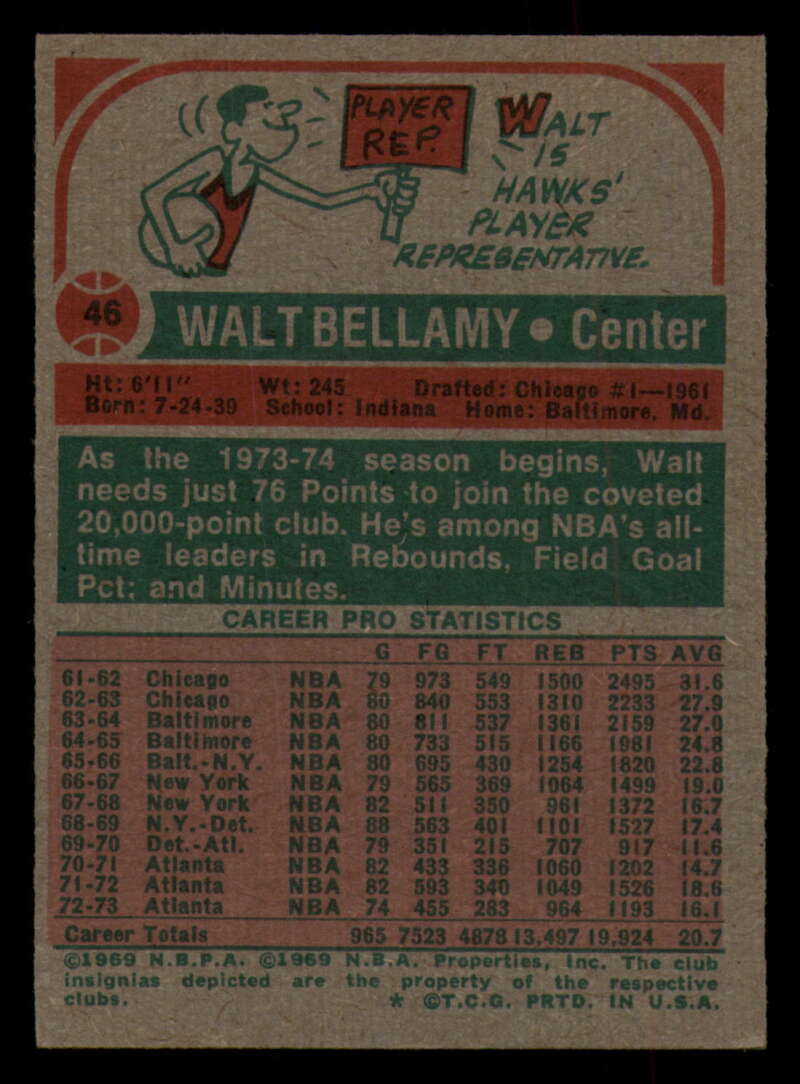 PLAYER
REP.
WALT
IS
HAWKS'
PLAYER
REPRESENTATIVE.
46
WALT BELLAMY • Center
Ht: 6'11" Wt: 245 Drafted: Chicago #1—1961
Born: 7-24-39 School: Indiana Home: Baltimore, Md.
As the 1973-74 season begins, Walt
needs just 76 Points to join the coveted
20,000-point club. He's among NBA's all-
time leaders in Rebounds, Field Goal
Pct; and Minutes.
CAREER PRO STATISTICS
G FG FT REB PTS AVG
61-62 Chicago NBA 79 973 549 1500 2495 31.6
62-63 Chicago NBA 80 840 553 1310 2233 27.9
63-64 Baltimore NBA 80 811 537 1361 2159 27.0
64-65 Baltimore NBA 80 733 515 1166 1981 24.8
65-66 Balt.-N.Y. NBA 80 695 430 1254 1820 22.8
66-67 New York NBA 79 565 369 1064 1499 19.0
67-68 New York NBA 82 511 350 961 1372 16.7
68-69 N.Y.-Det. NBA 88 563 401 1101 1527 17.4
69-70 Det.-Atl. NBA 79 351 215 707 917 11.6
70-71 Atlanta NBA 82 433 336 1060 1202 14.7
71-72 Atlanta NBA 82 593 340 1049 1526 18.6
72-73 Atlanta NBA 74 455 283 964 1193 16.1
Career Totals 965 7523 4878 13,497 19,924 20.7
©1969 N.B.P.A. ©1969 N.B.A. Properties, Inc. The club
insignias depicted are the property of the respective
clubs. * ©T.C.G. PRTD. IN U.S.A.